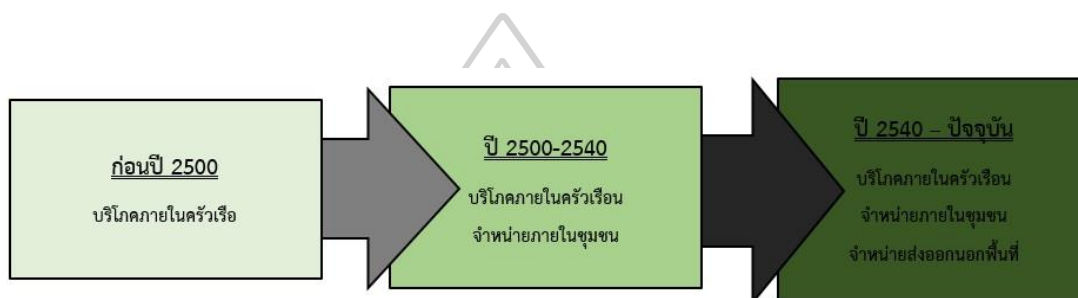 ก่อนปี 2500
บริโภคภายในครัวเรือ
ปี 2500-2540
บริโภคภายในครัวเรือน
จำหน่ายภายในชุมชน
ปี 2540 – ปัจจุบัน
บริโภคภายในครัวเรือน
จำหน่ายภายในชุมชน
จำหน่ายส่งออกนอกพื้นที่